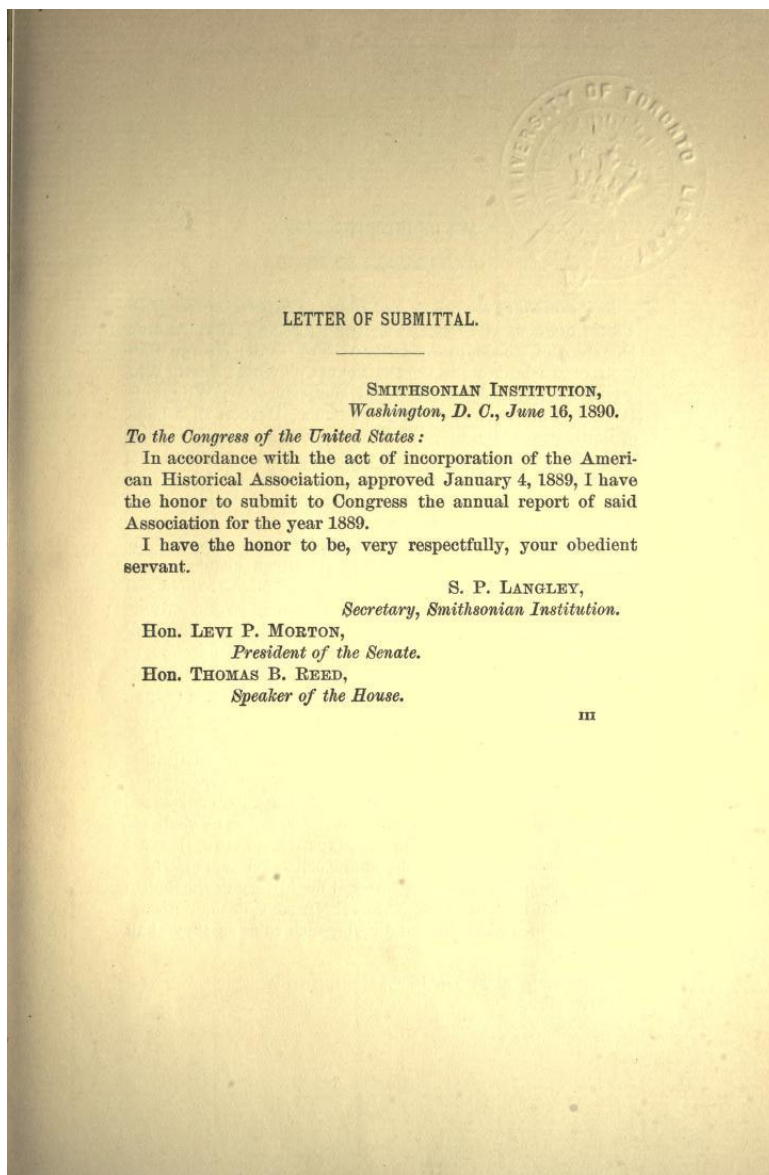 UNIVERSITY OF TORONTO LIBRARY
LETTER OF SUBMITTAL.
SMITHSONIAN INSTITUTION,
Washington, D. C., June 16, 1890.
To the Congress of the United States:
In accordance with the act of incorporation of the Ameri-
can Historical Association, approved January 4, 1889, I have
the honor to submit to Congress the annual report of said
Association for the year 1889.
I have the honor to be, very respectfully, your obedient
servant.
S. P. LANGLEY,
Secretary, Smithsonian Institution.
Hon. LEVI P. MORTON,
President of the Senate.
Hon. THOMAS B. REED,
Speaker of the House.
III